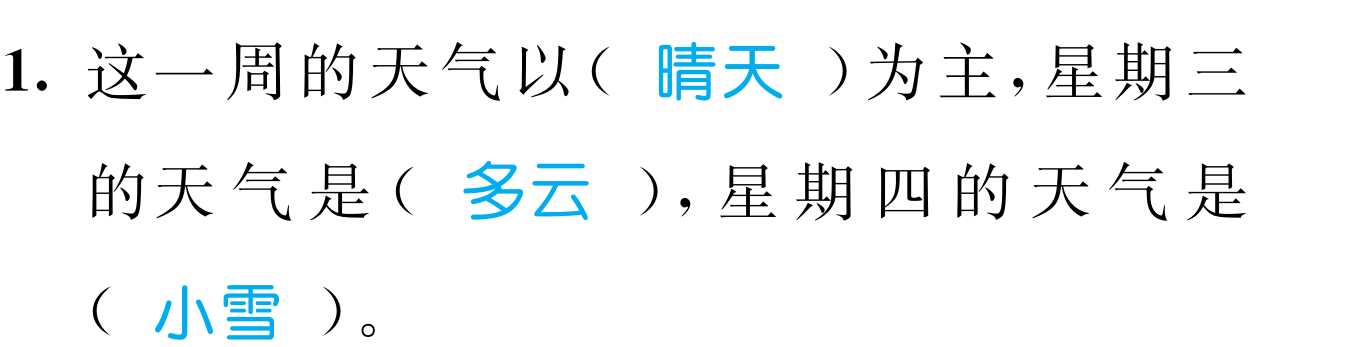 1. 这一周的天气以( 晴天 )为主,星期三
的天气是( 多云 ),星期四的天气是
( 小雪 )。